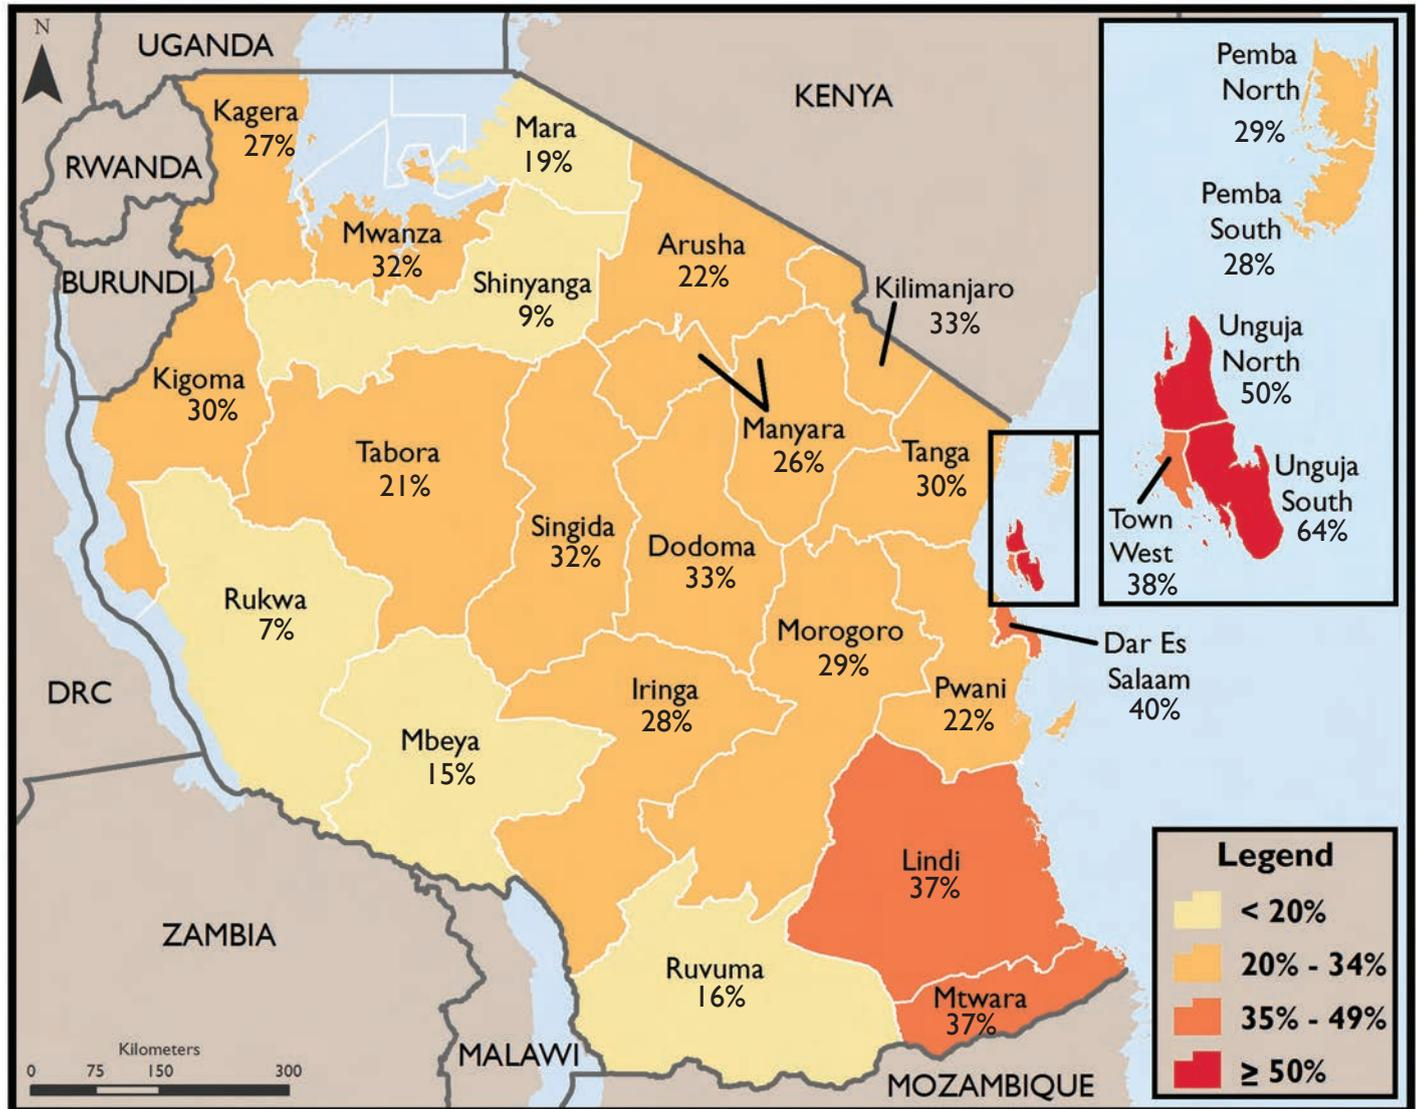 N
UGANDA
KENYA
RWANDA
BURUNDI
DRC
ZAMBIA
MALAWI
MOZAMBIQUE
Kagera
27%
Mara
19%
Mwanza
32%
Shinyanga
9%
Arusha
22%
Kilimanjaro
33%
Kigoma
30%
Tabora
21%
Singida
32%
Dodoma
33%
Manyara
26%
Tanga
30%
Rukwa
7%
Mbeya
15%
Iringa
28%
Morogoro
29%
Pwani
22%
Dar Es
Salaam
40%
Lindi
37%
Ruvuma
16%
Mtwara
37%
Pemba
North
29%
Pemba
South
28%
Unguja
North
50%
Unguja
South
64%
Town
West
38%
Legend
< 20%
20% - 34%
35% - 49%
≥ 50%
Kilometers
0 75 150 300